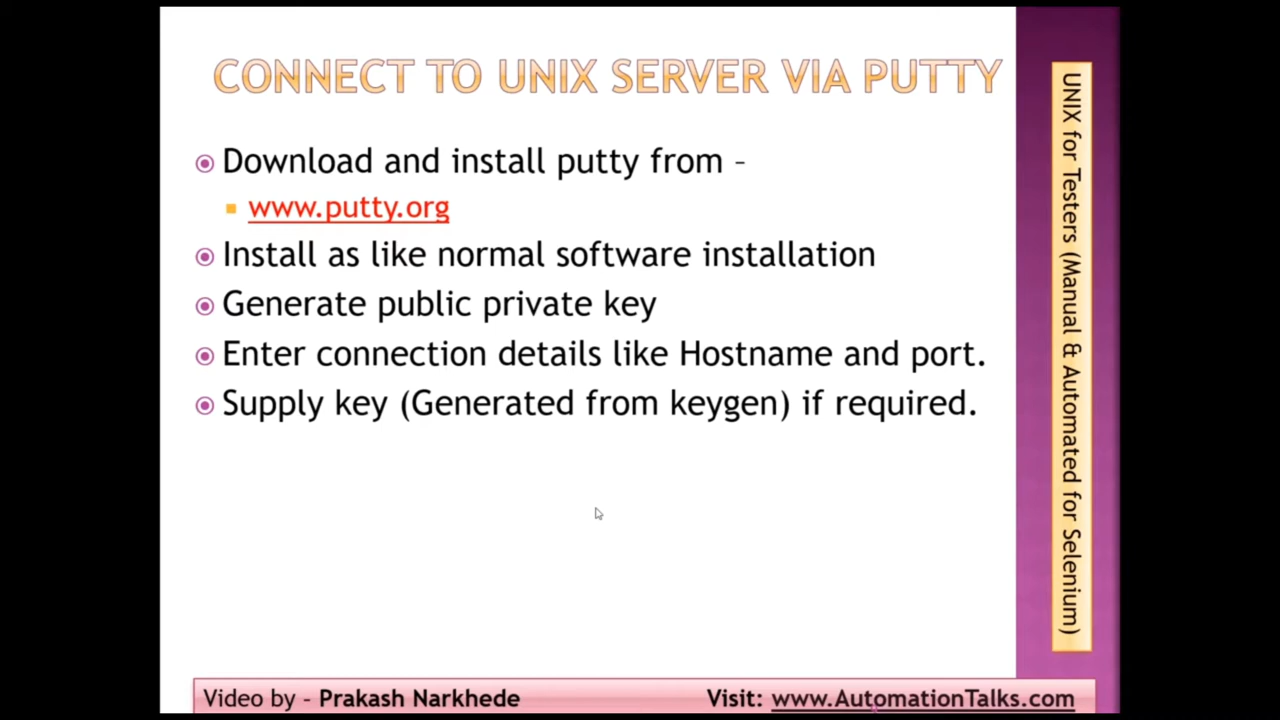 CONNECT TO UNIX SERVER VIA PUTTY
Download and install putty from –
www.putty.org
Install as like normal software installation
Generate public private key
Enter connection details like Hostname and port.
Supply key (Generated from keygen) if required.
UNIX for Testers (Manual & Automated for Selenium)
Video by - Prakash Narkhede
Visit: www.AutomationTalks.com